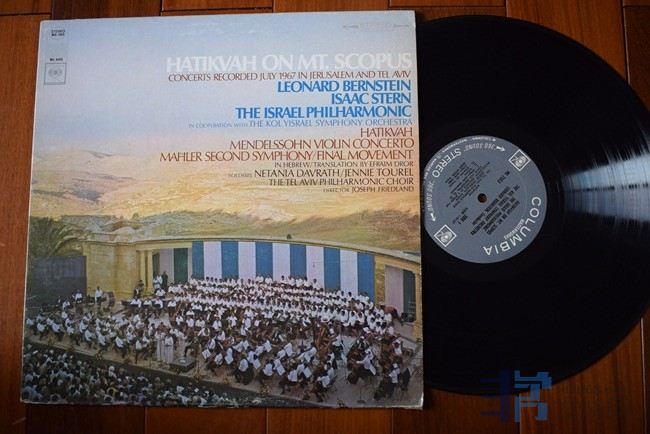 HATIKVAH ON MT. SCOPUS
CONCERTS RECORDED JULY 1967 IN JERUSALEM AND TEL AVIV
LEONARD BERNSTEIN
ISAAC STERN
THE ISRAEL PHILHARMONIC
IN COOPERATION WITH THE KOL YISRAEL SYMPHONY ORCHESTRA
HATIKVAH
MENDELSSOHN VIOLIN CONCERTO
MAHLER SECOND SYMPHONY/FINAL MOVEMENT
IN HEBREW/TRANSLATION BY EFRAIM DROR
SOLOISTS NETANIA DAVRATH/JENNIE TOUREL
THE TEL AVIV PHILHARMONIC CHOIR
DIRECTOR JOSEPH FRIEDLAND
COLUMBIA
STEREO
"360 SOUND"